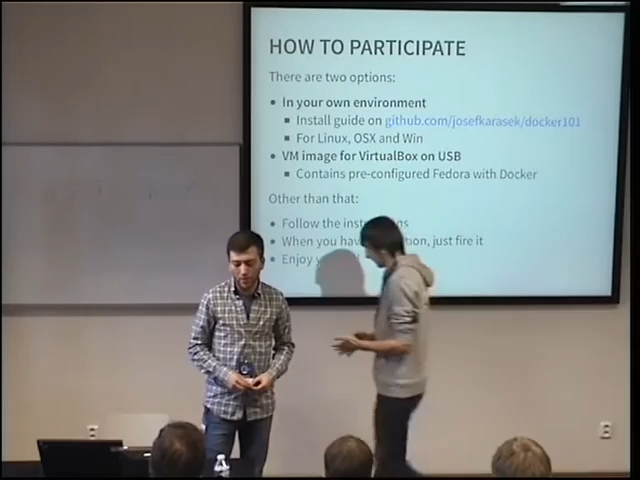 HOW TO PARTICIPATE
There are two options:
In your own environment
Install guide on github.com/josefkarasek/docker101
For Linux, OSX and Win
VM image for VirtualBox on USB
Contains pre-configured Fedora with Docker
Other than that:
Follow the
When you , just fire it
Enjoy